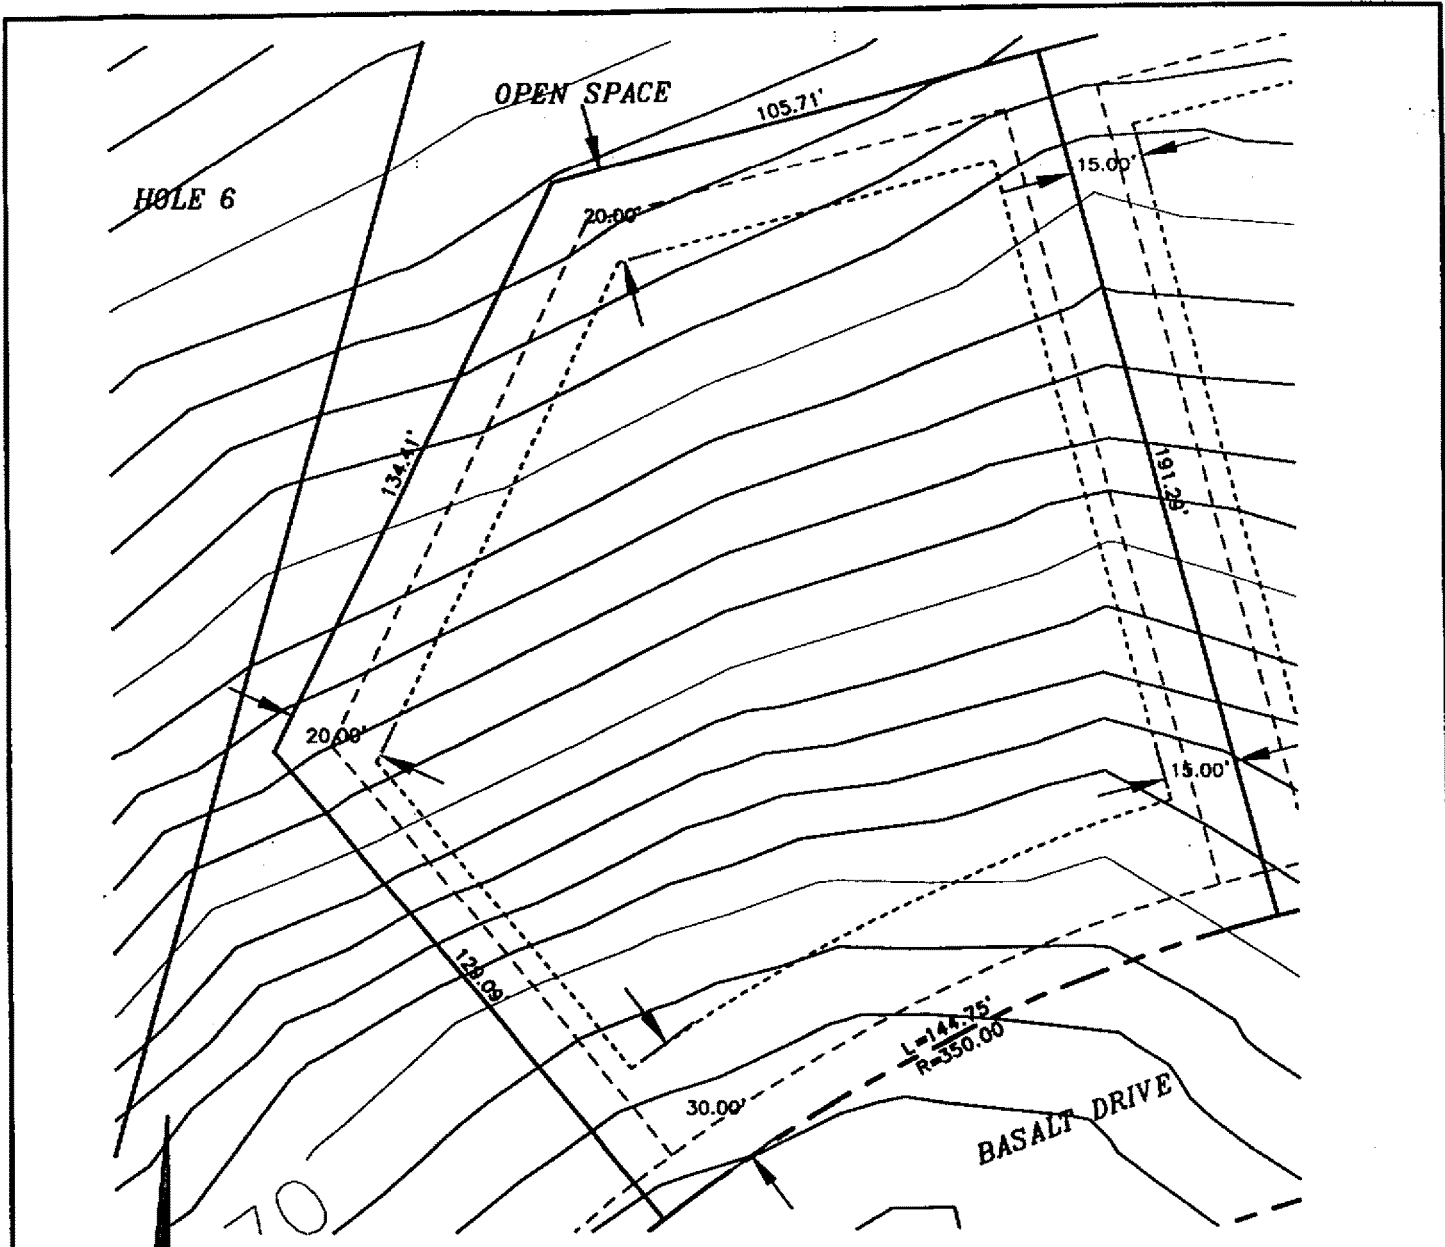 OPEN SPACE
105.71'
15.00'
HOLE 6
20.00'
134.41'
191.29'
20.00'
15.00'
129.09
L=144.75'
R=350.00
30.00'
BASALT DRIVE
70